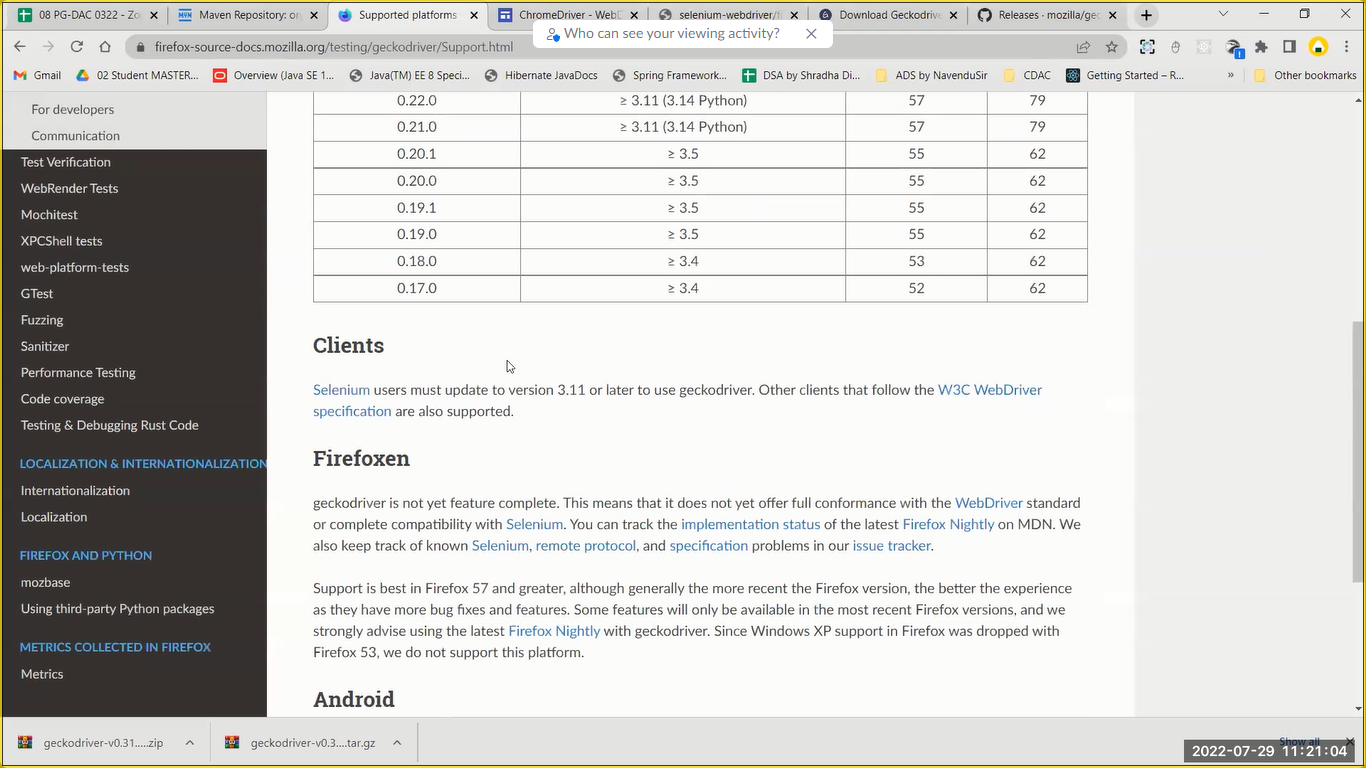 08 PG-DAC 0322 - Zo
Maven Repository: or
Supported platforms
ChromeDriver - WebD
selenium-webdriver/fi
Download Geckodrive
Releases · mozilla/gec
Who can see your viewing activity?
firefox-source-docs.mozilla.org/testing/geckodriver/Support.html
Gmail
02 Student MASTER...
Overview (Java SE 1...
Java(TM) EE 8 Speci...
Hibernate JavaDocs
Spring Framework...
DSA by Shradha Di...
ADS by NavenduSir
CDAC
Getting Started – R...
»
Other bookmarks
For developers
Communication
Test Verification
WebRender Tests
Mochitest
XPCShell tests
web-platform-tests
GTest
Fuzzing
Sanitizer
Performance Testing
Code coverage
Testing & Debugging Rust Code
LOCALIZATION & INTERNATIONALIZATION
Internationalization
Localization
FIREFOX AND PYTHON
mozbase
Using third-party Python packages
METRICS COLLECTED IN FIREFOX
Metrics
0.22.0 ≥ 3.11 (3.14 Python) 57 79
0.21.0 ≥ 3.11 (3.14 Python) 57 79
0.20.1 ≥ 3.5 55 62
0.20.0 ≥ 3.5 55 62
0.19.1 ≥ 3.5 55 62
0.19.0 ≥ 3.5 55 62
0.18.0 ≥ 3.4 53 62
0.17.0 ≥ 3.4 52 62
Clients
Selenium users must update to version 3.11 or later to use geckodriver. Other clients that follow the W3C WebDriver
specification are also supported.
Firefoxen
geckodriver is not yet feature complete. This means that it does not yet offer full conformance with the WebDriver standard
or complete compatibility with Selenium. You can track the implementation status of the latest Firefox Nightly on MDN. We
also keep track of known Selenium, remote protocol, and specification problems in our issue tracker.
Support is best in Firefox 57 and greater, although generally the more recent the Firefox version, the better the experience
as they have more bug fixes and features. Some features will only be available in the most recent Firefox versions, and we
strongly advise using the latest Firefox Nightly with geckodriver. Since Windows XP support in Firefox was dropped with
Firefox 53, we do not support this platform.
Android
geckodriver-v0.31.....zip
geckodriver-v0.3....tar.gz
Show all
2022-07-29 11:21:04